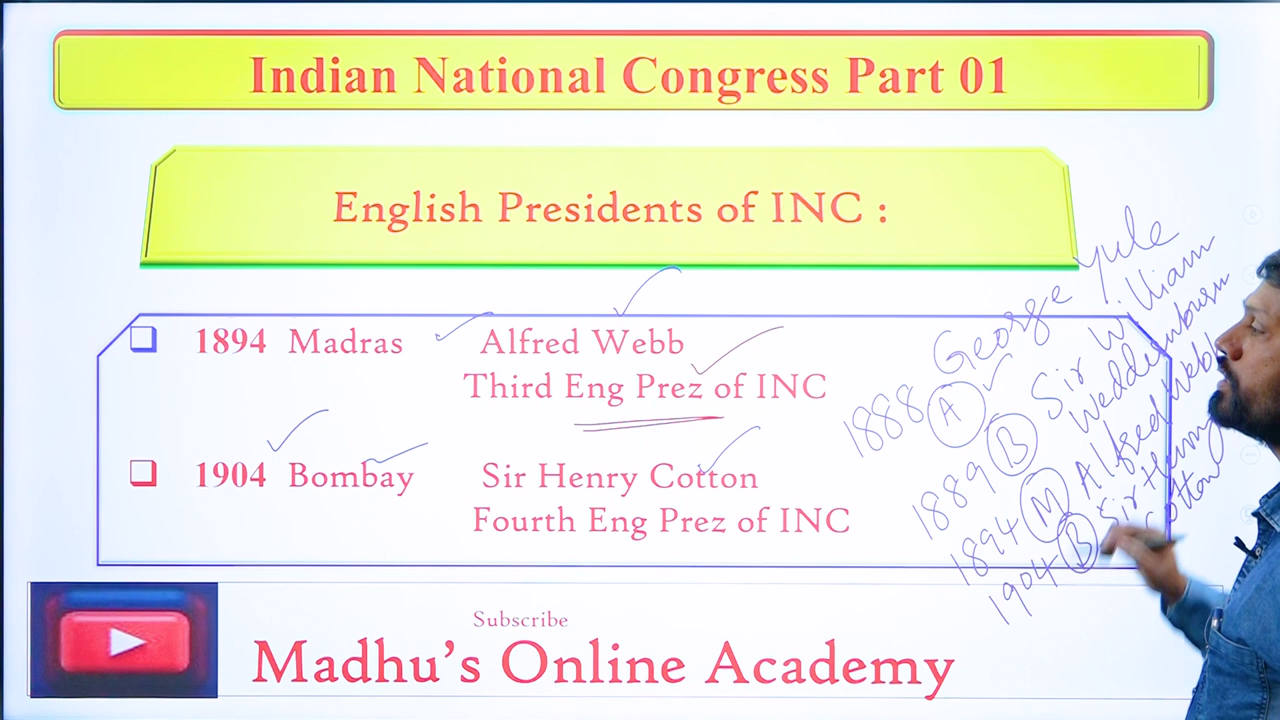 Indian National Congress Part 01
English Presidents of INC :
1894 Madras Alfred Webb
Third Eng Prez of INC
1904 Bombay Sir Henry Cotton
Fourth Eng Prez of INC
1888 A George Yule
1889 B Sir William
Weddernburn
1894 M Alfred Webb
1904 B Sir Henry
Cotton
Subscribe
Madhu's Online Academy